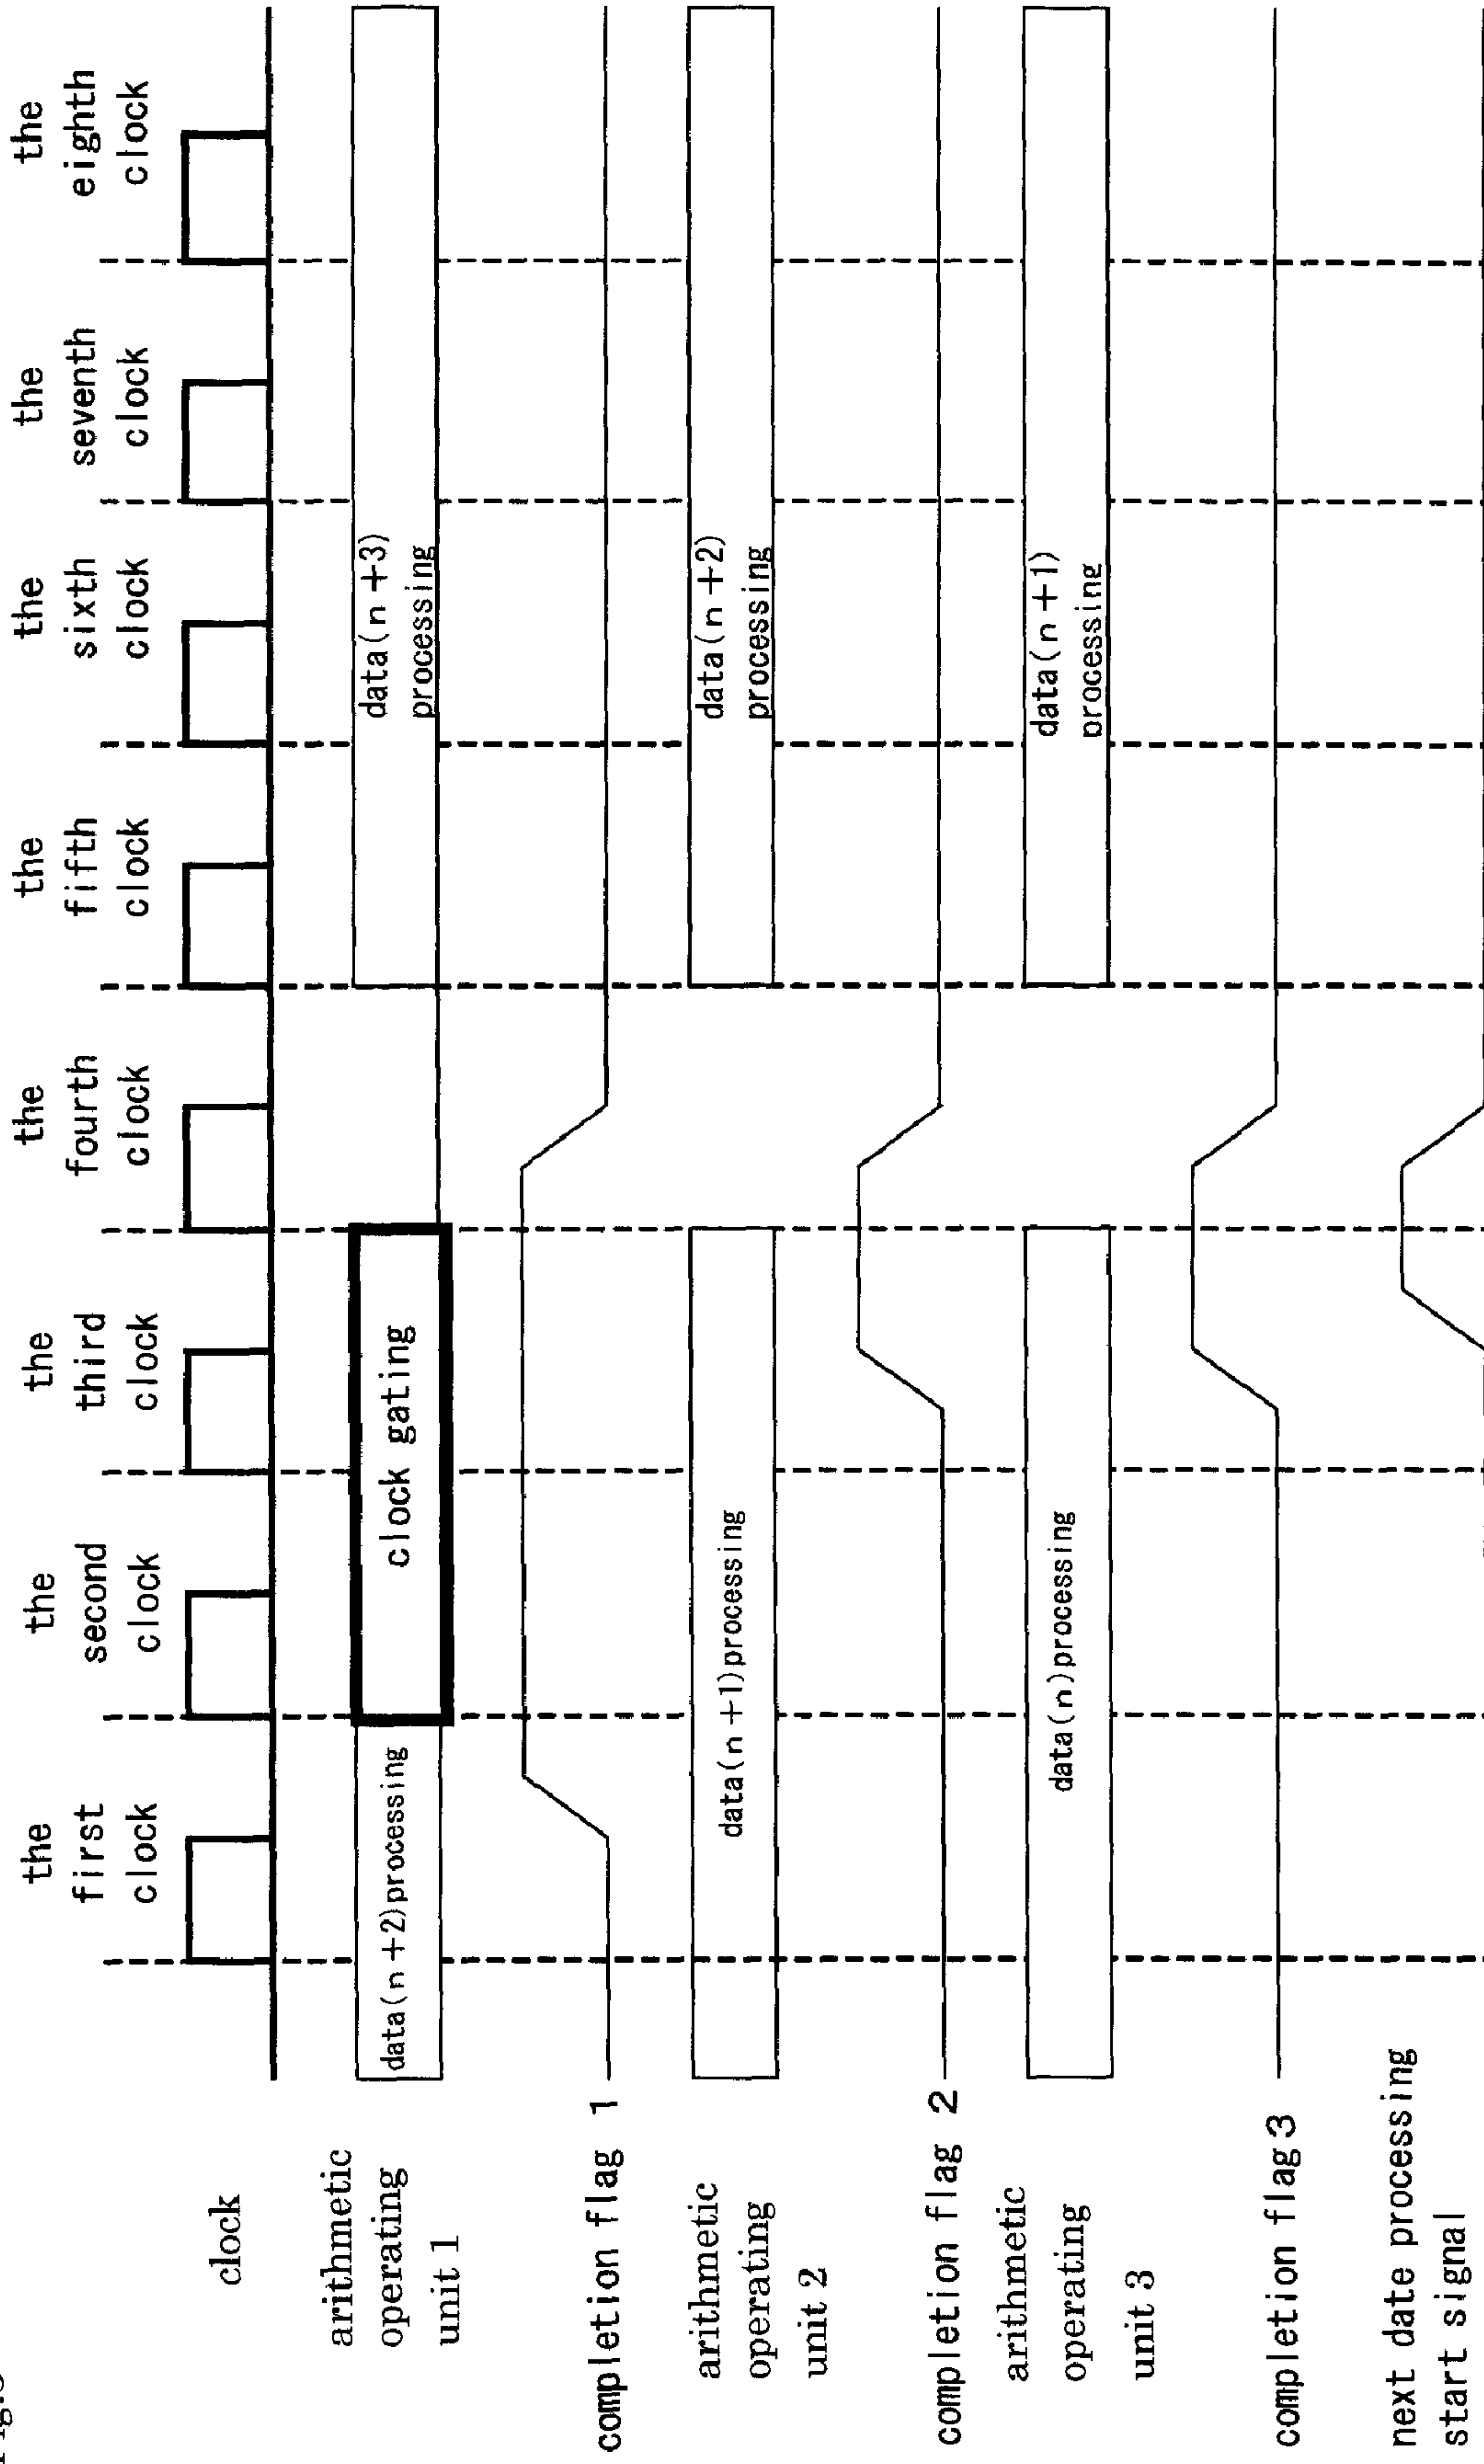 the
first
clock
the
second
clock
the
third
clock
the
fourth
clock
the
fifth
clock
the
sixth
clock
the
seventh
clock
the
eighth
clock
clock
arithmetic
operating
unit 1
data(n+2)processing
clock gating
data(n+3)
processing
completion flag 1
arithmetic
operating
unit 2
data(n+1)processing
data(n+2)
processing
completion flag 2
arithmetic
operating
unit 3
data(n)processing
data(n+1)
processing
completion flag 3
next date processing
start signal